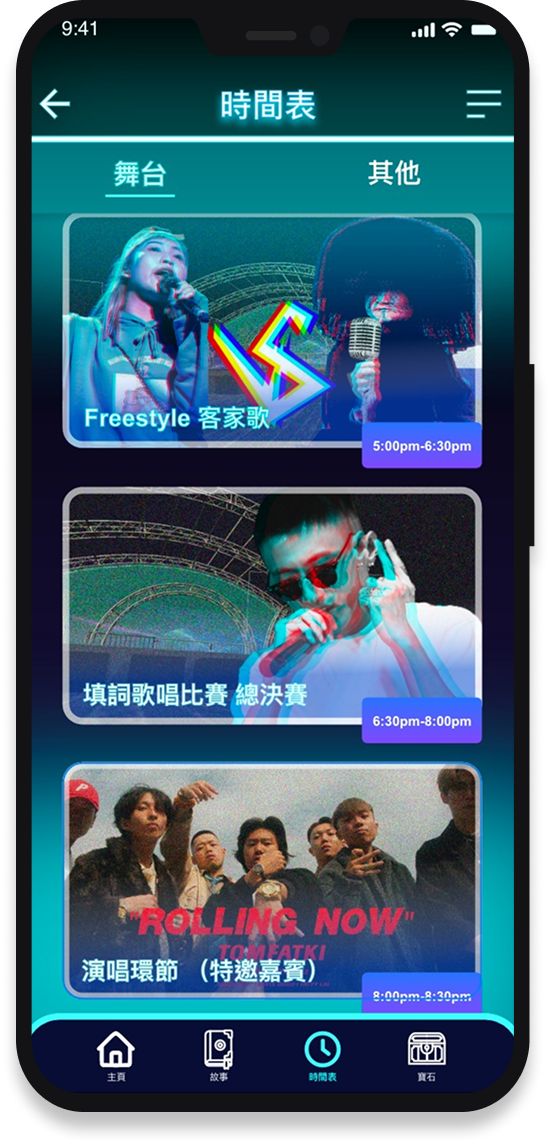 9:41
時間表
舞台
其他
Freestyle 客家歌
5:00pm-6:30pm
填詞歌唱比賽 總決賽
6:30pm-8:00pm
"ROLLING NOW"
TOMFATKI
演唱環節 （特邀嘉賓）
8:00pm-8:30pm
主頁
故事
時間表
寶石